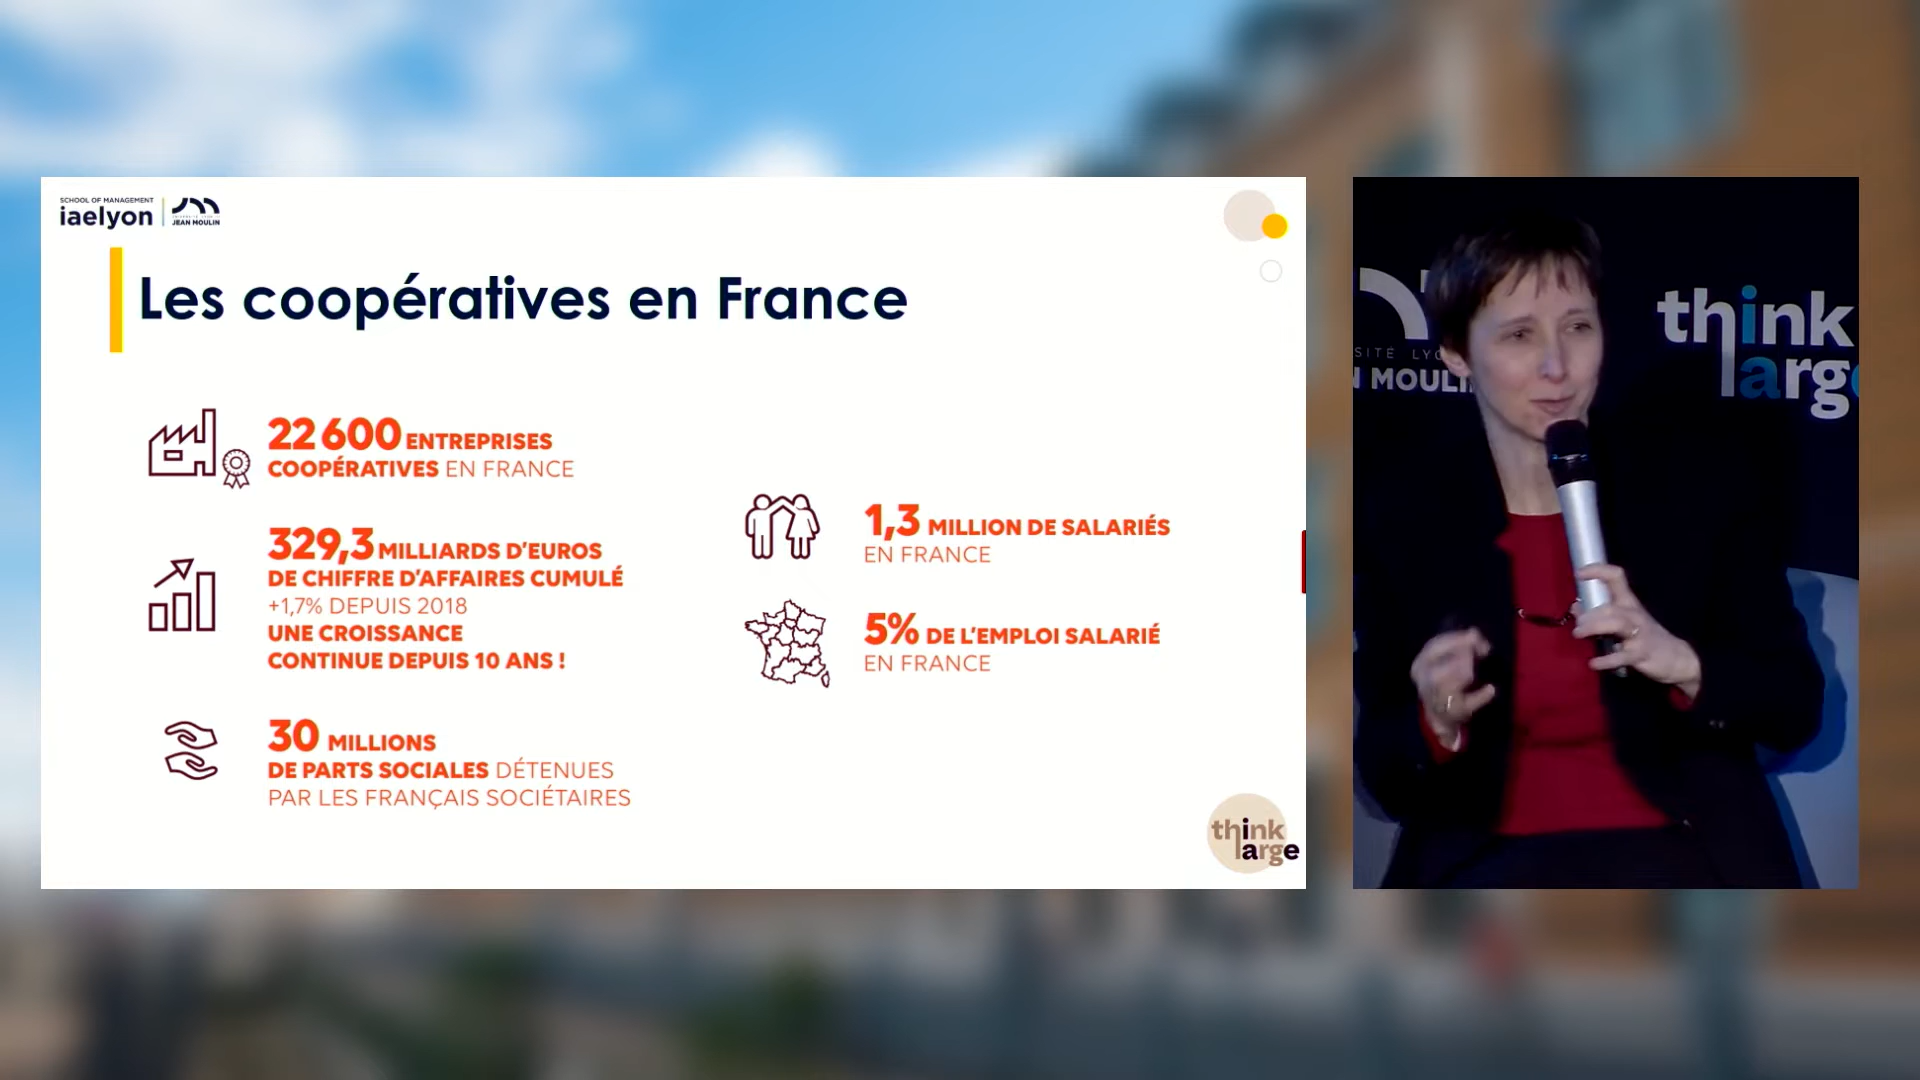 SCHOOL OF MANAGEMENT
iaelyon
JEAN MOULIN
Les coopératives en France
22 600 ENTREPRISES
COOPÉRATIVES EN FRANCE
329,3 MILLIARDS D'EUROS
DE CHIFFRE D'AFFAIRES CUMULÉ
+1,7% DEPUIS 2018
UNE CROISSANCE
CONTINUE DEPUIS 10 ANS !
30 MILLIONS
DE PARTS SOCIALES DÉTENUES
PAR LES FRANÇAIS SOCIÉTAIRES
1,3 MILLION DE SALARIÉS
EN FRANCE
5% DE L'EMPLOI SALARIÉ
EN FRANCE
think
large
SITÉ LYO
N MOULI
think
large